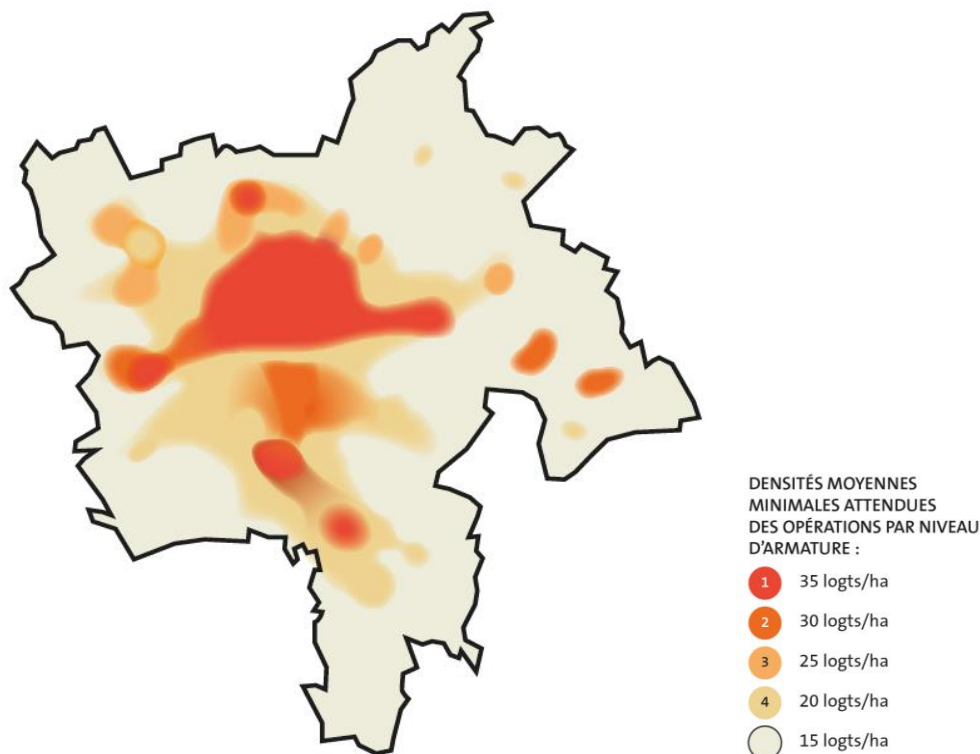 DENSITÉS MOYENNES
MINIMALES ATTENDUES
DES OPÉRATIONS PAR NIVEAU
D'ARMATURE :
1 35 logts/ha
2 30 logts/ha
3 25 logts/ha
4 20 logts/ha
15 logts/ha